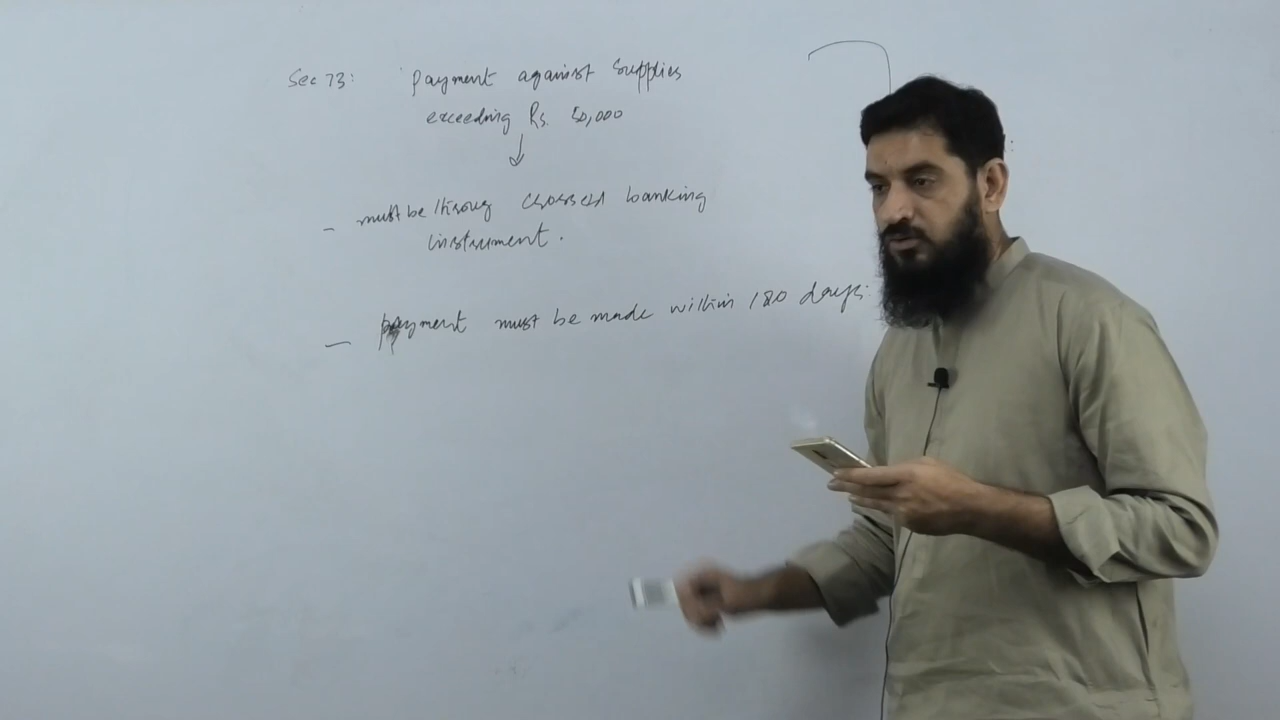 Sec 73: Payment against supplies
exceeding Rs. 50,000
- must be throug crossed banking
instrument.
- payment must be made within 180 days.